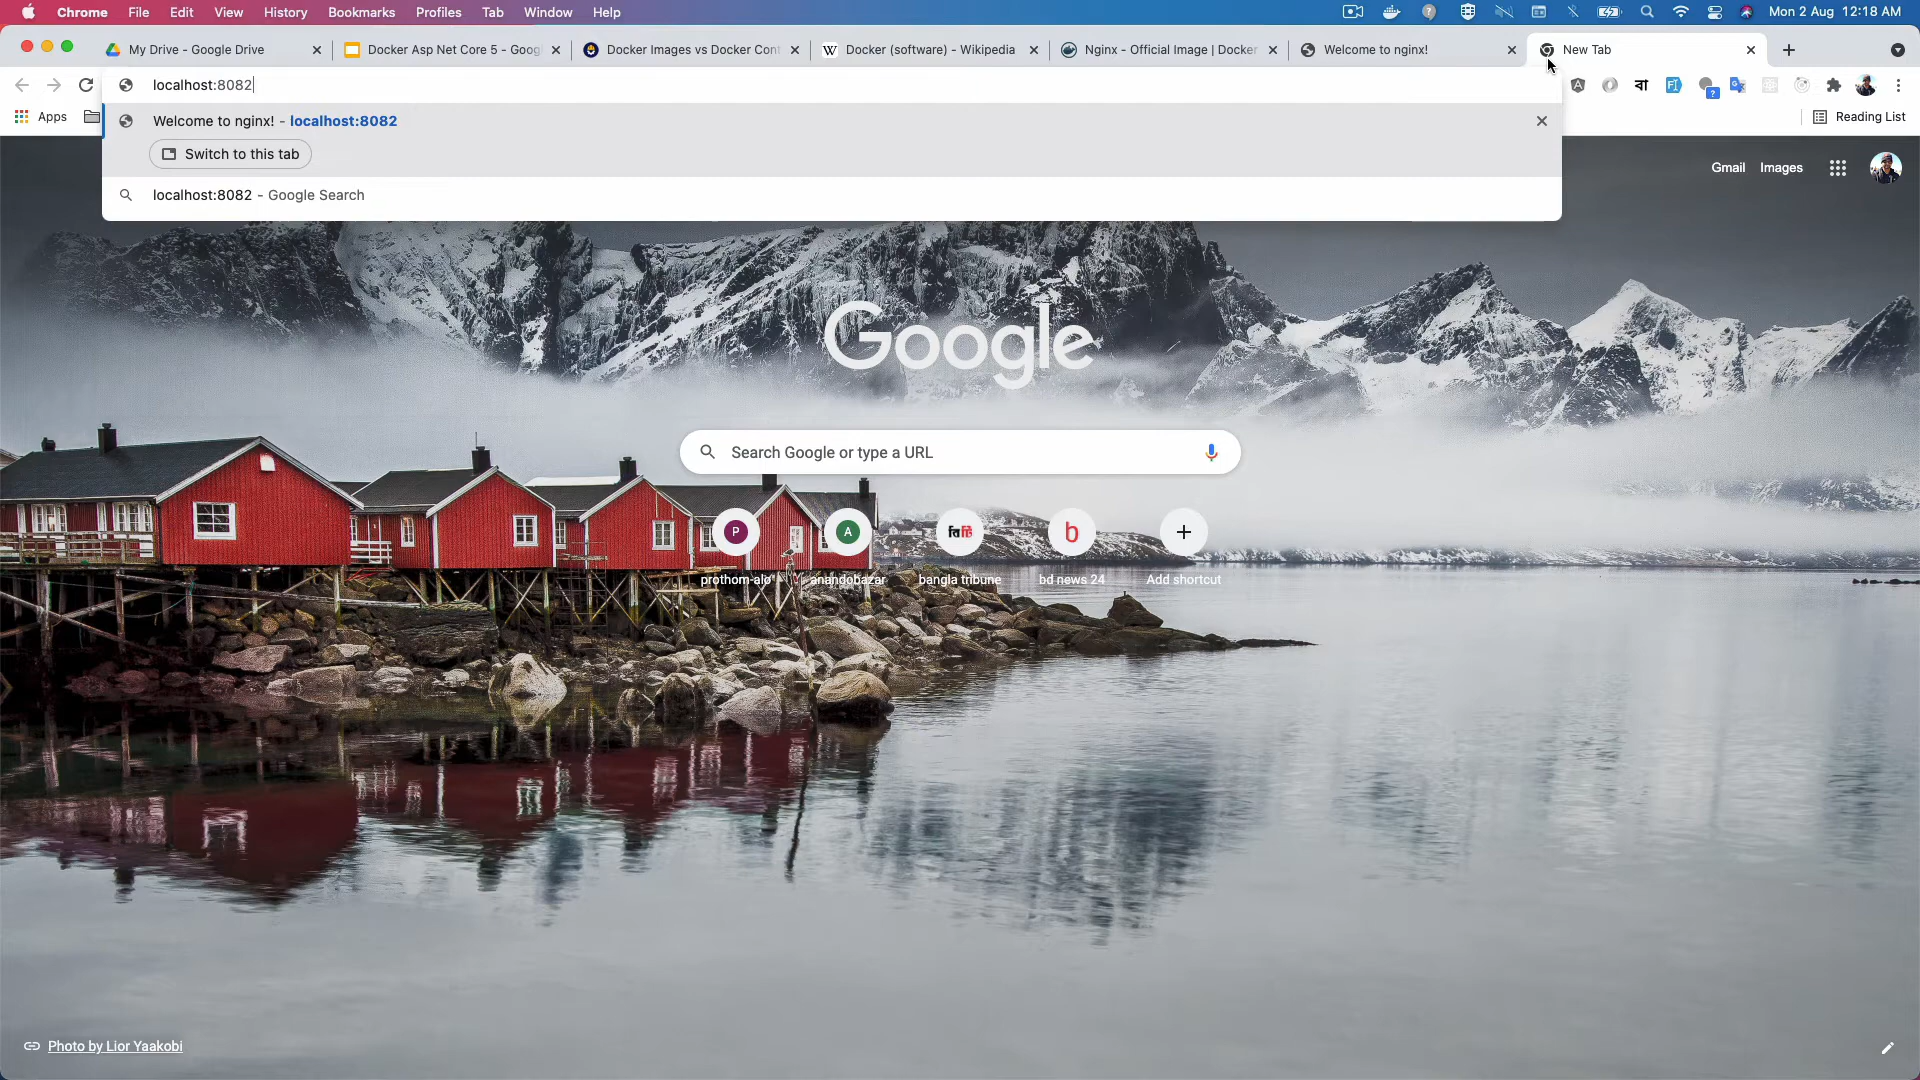 Chrome File Edit View History Bookmarks Profiles Tab Window Help Mon 2 Aug 12:18 AM
My Drive - Google Drive Docker Asp Net Core 5 - Goog Docker Images vs Docker Cont Docker (software) - Wikipedia Nginx - Official Image | Docker Welcome to nginx! New Tab
localhost:8082 বা
Apps Reading List
Welcome to nginx! - localhost:8082
Switch to this tab
localhost:8082 - Google Search
Gmail Images
Google
Search Google or type a URL
P A b
prothom-alo anandobazar bangla tribune bd news 24 Add shortcut
Photo by Lior Yaakobi